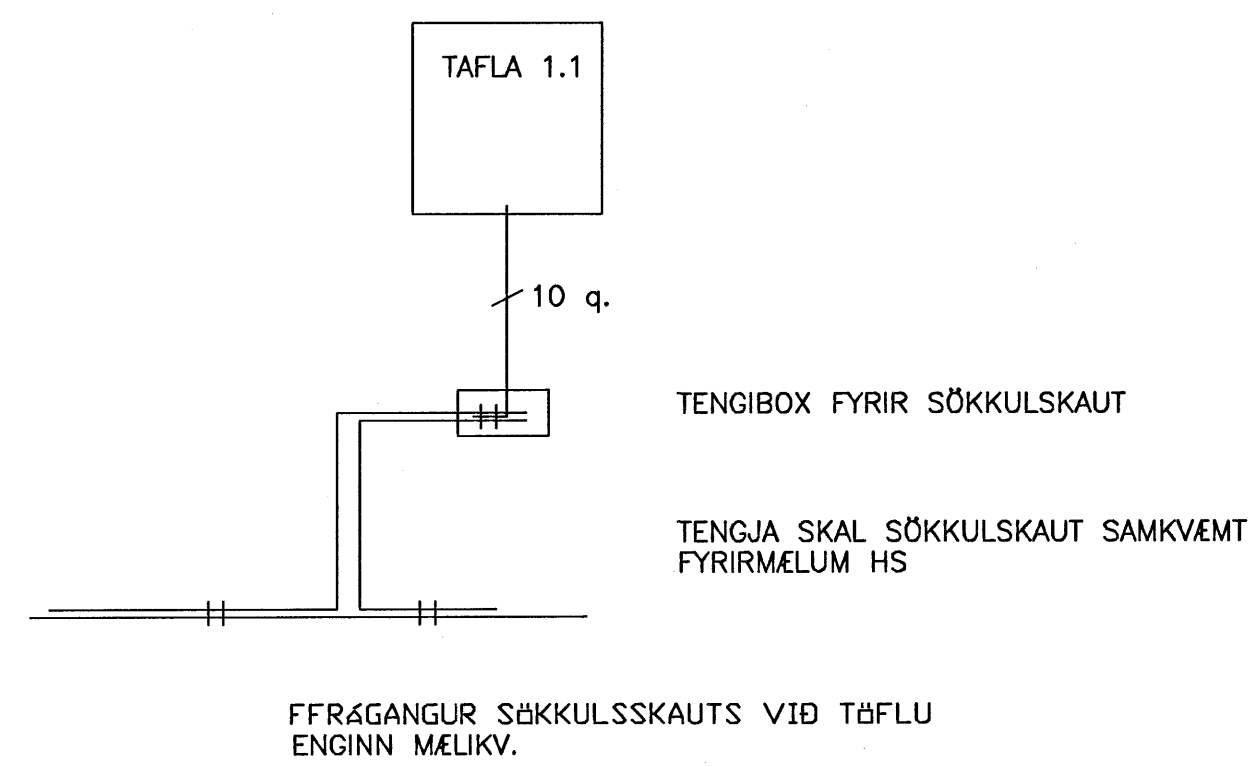 TAFLA 1.1
10 q.
TENGIBOX FYRIR SÖKKULSKAUT
TENGJA SKAL SÖKKULSKAUT SAMKVÆMT
FYRIRMÆLUM HS
FFRÁGANGUR SÖKKULSSKAUTS VIÐ TÖFLU
ENGINN MÆLIKV.